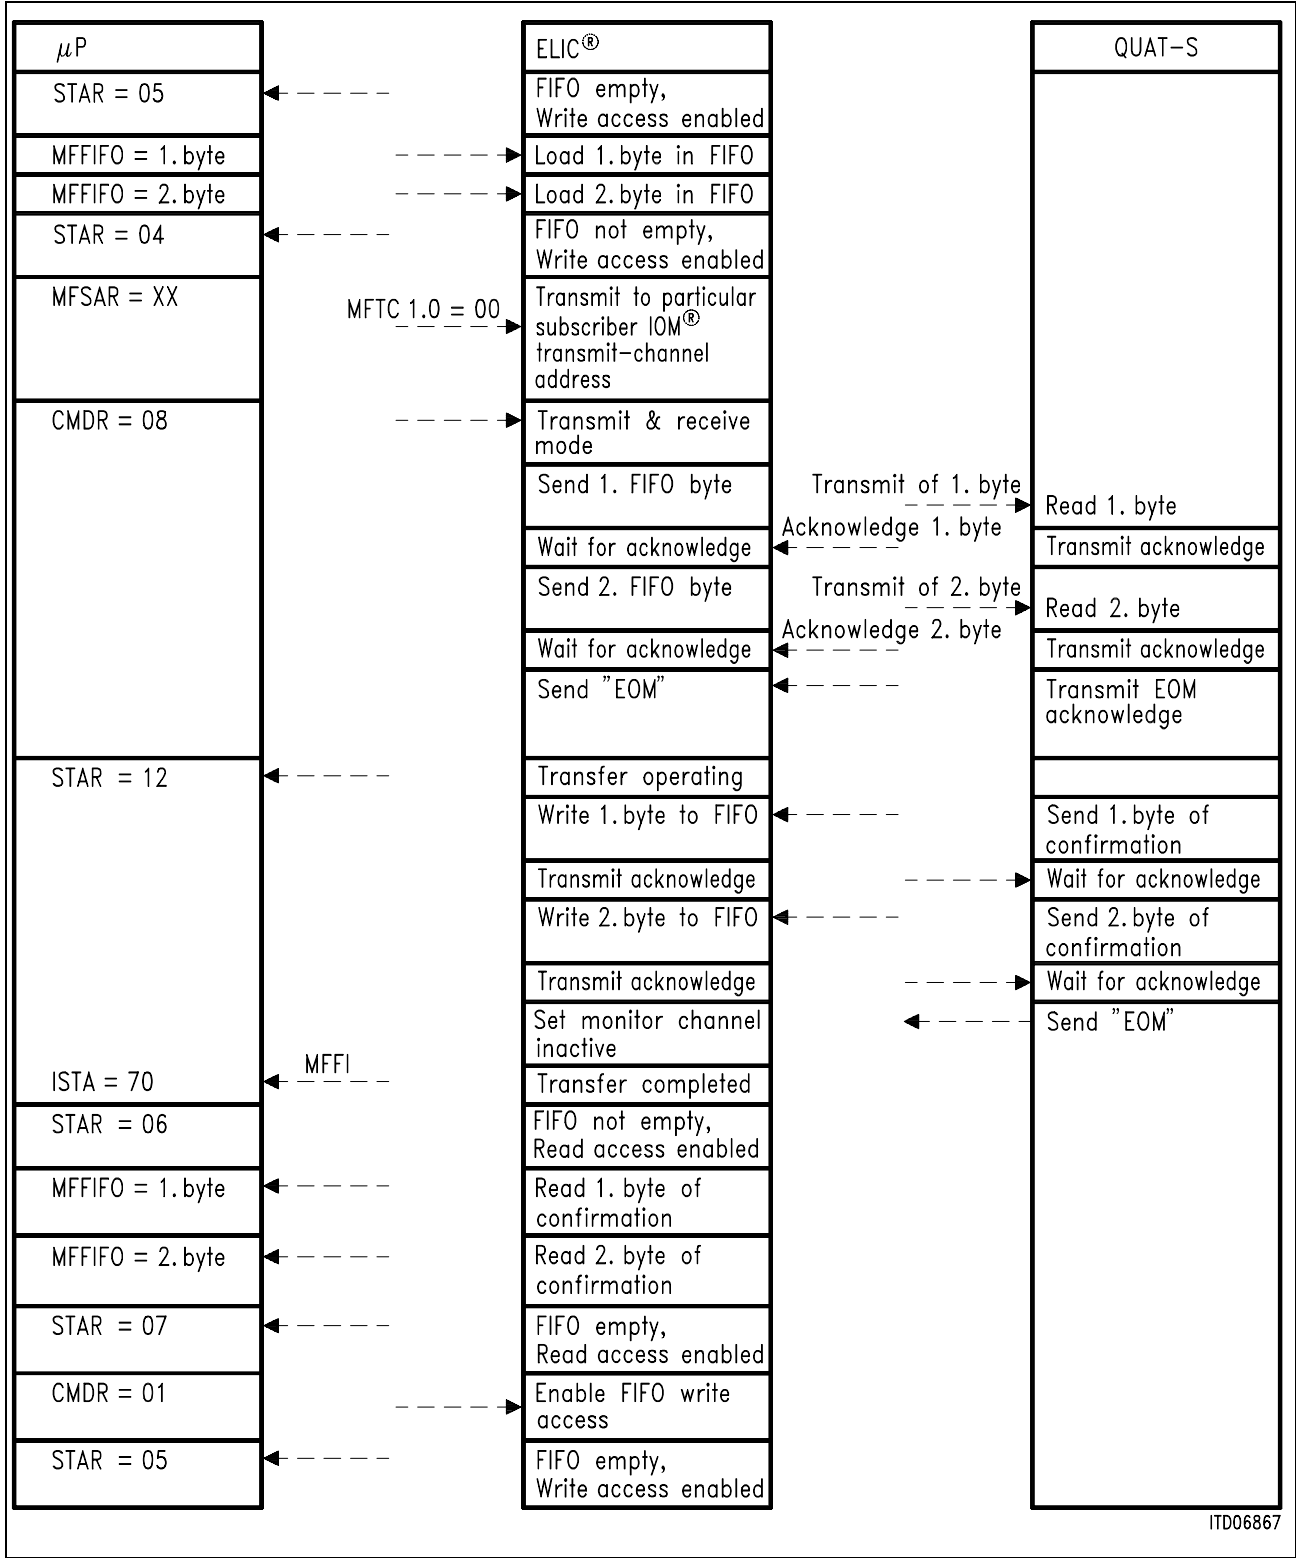 μP
ELIC®
QUAT-S
STAR = 05
FIFO empty,
Write access enabled
MFFIFO = 1.byte
Load 1.byte in FIFO
MFFIFO = 2.byte
Load 2.byte in FIFO
STAR = 04
FIFO not empty,
Write access enabled
MFSAR = XX
MFTC 1.0 = 00
Transmit to particular
subscriber IOM®
transmit-channel
address
CMDR = 08
Transmit & receive
mode
Send 1. FIFO byte
Transmit of 1. byte
Read 1. byte
Acknowledge 1. byte
Wait for acknowledge
Transmit acknowledge
Send 2. FIFO byte
Transmit of 2. byte
Read 2. byte
Acknowledge 2. byte
Wait for acknowledge
Transmit acknowledge
Send "EOM"
Transmit EOM
acknowledge
STAR = 12
Transfer operating
Write 1.byte to FIFO
Send 1.byte of
confirmation
Transmit acknowledge
Wait for acknowledge
Write 2.byte to FIFO
Send 2.byte of
confirmation
Transmit acknowledge
Wait for acknowledge
Set monitor channel
inactive
Send "EOM"
ISTA = 70
MFFI
Transfer completed
STAR = 06
FIFO not empty,
Read access enabled
MFFIFO = 1.byte
Read 1. byte of
confirmation
MFFIFO = 2.byte
Read 2. byte of
confirmation
STAR = 07
FIFO empty,
Read access enabled
CMDR = 01
Enable FIFO write
access
STAR = 05
FIFO empty,
Write access enabled
ITD06867